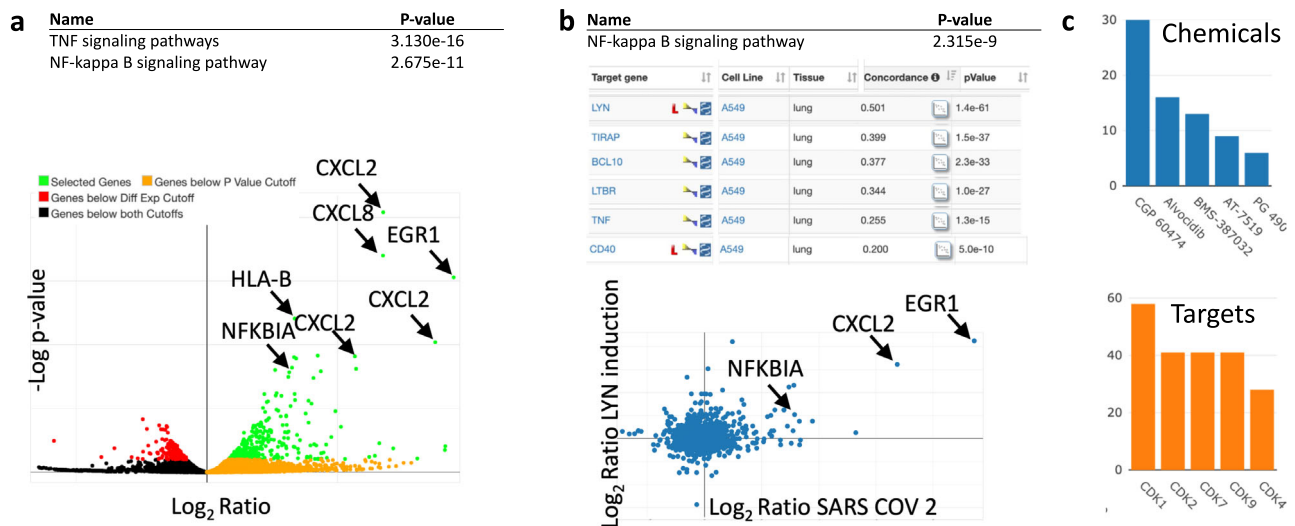 a
Name P-value
TNF signaling pathways 3.130e-16
NF-kappa B signaling pathway 2.675e-11
Selected Genes Genes below P Value Cutoff
Genes below Diff Exp Cutoff
Genes below both Cutoffs
CXCL2
CXCL8
EGR1
HLA-B
CXCL2
NFKBIA
CXCL2
-Log p-value
Log2 Ratio
b
Name P-value
NF-kappa B signaling pathway 2.315e-9
Target gene Cell Line Tissue Concordance pValue
LYN L A549 lung 0.501 1.4e-61
TIRAP A549 lung 0.399 1.5e-37
BCL10 A549 lung 0.377 2.3e-33
LTBR A549 lung 0.344 1.0e-27
TNF A549 lung 0.255 1.3e-15
CD40 L A549 lung 0.200 5.0e-10
EGR1
CXCL2
NFKBIA
Log2 Ratio LYN induction
Log2 Ratio SARS COV 2
c
Chemicals
30
20
10
0
CGP 60474
Alvocidib
BMS-387032
AT-7519
PG 490
Targets
60
40
20
0
CDK1
CDK2
CDK7
CDK9
CDK4